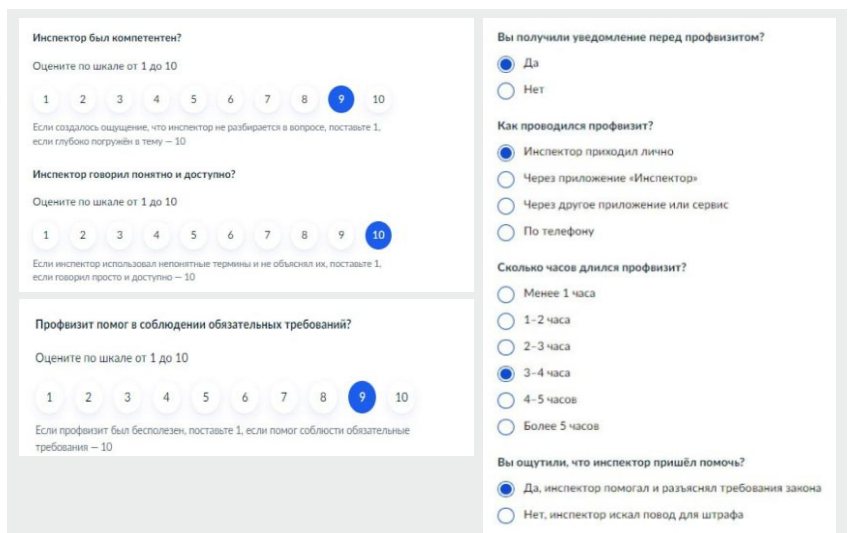 Инспектор был компетентен?
Оцените по шкале от 1 до 10
1 2 3 4 5 6 7 8 9 10
Если создалось ощущение, что инспектор не разбирается в вопросе, поставьте 1,
если глубоко погружён в тему — 10
Инспектор говорил понятно и доступно?
Оцените по шкале от 1 до 10
1 2 3 4 5 6 7 8 9 10
Если инспектор использовал непонятные термины и не объяснял их, поставьте 1,
если говорил просто и доступно — 10
Профвизит помог в соблюдении обязательных требований?
Оцените по шкале от 1 до 10
1 2 3 4 5 6 7 8 9 10
Если профвизит был бесполезен, поставьте 1, если помог соблюсти обязательные
требования — 10
Вы получили уведомление перед профвизитом?
Да
Нет
Как проводился профвизит?
Инспектор приходил лично
Через приложение «Инспектор»
Через другое приложение или сервис
По телефону
Сколько часов длился профвизит?
Менее 1 часа
1–2 часа
2–3 часа
3–4 часа
4–5 часов
Более 5 часов
Вы ощутили, что инспектор пришёл помочь?
Да, инспектор помогал и разъяснял требования закона
Нет, инспектор искал повод для штрафа